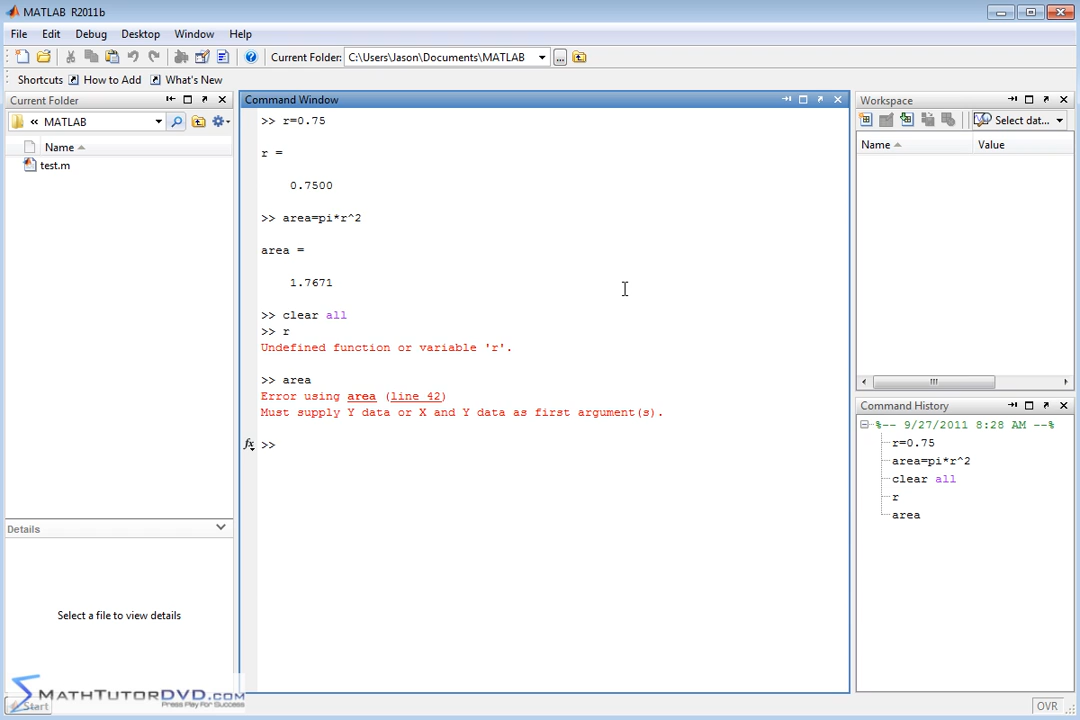 MATLAB R2011b
File Edit Debug Desktop Window Help
Current Folder: C:\Users\Jason\Documents\MATLAB ...
Shortcuts How to Add What's New
Current Folder
« MATLAB
Name
test.m
Details
Select a file to view details
Command Window
>> r=0.75
r =
0.7500
>> area=pi*r^2
area =
1.7671
>> clear all
>> r
Undefined function or variable 'r'.
>> area
Error using area (line 42)
Must supply Y data or X and Y data as first argument(s).
fx >>
Workspace
Select dat...
Name Value
Command History
%-- 9/27/2011 8:28 AM --%
r=0.75
area=pi*r^2
clear all
r
area
MATHTUTORDVD.COM
Press Play For Success
Start
OVR